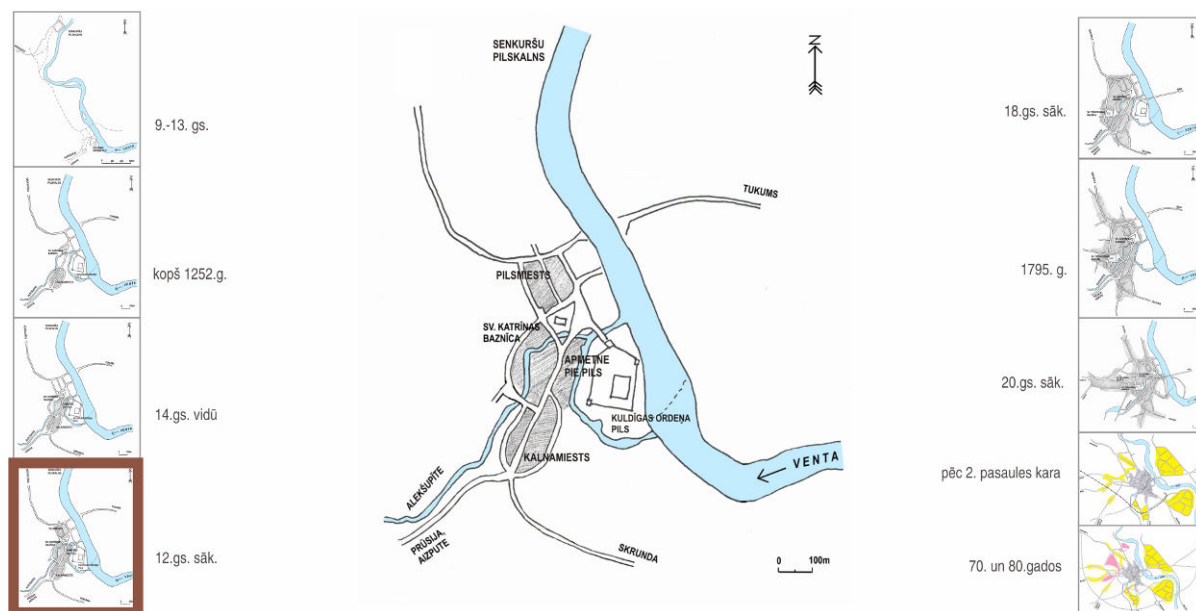 9.-13. gs.
kopš 1252.g.
14.gs. vidū
12.gs. sāk.
SENKURŠU
PILSKALNS
N
TUKUMS
PILSMIESTS
SV. KATRĪNAS
BAZNĪCA
APMETNE
PIE PILS
KULDĪGAS ORDEŅA
PILS
KALNAMIESTS
VENTA
ALEKŠUPĪTE
PRŪSIJA,
AIZPUTE
SKRUNDA
0 100m
18.gs. sāk.
1795. g.
20.gs. sāk.
pēc 2. pasaules kara
70. un 80.gados